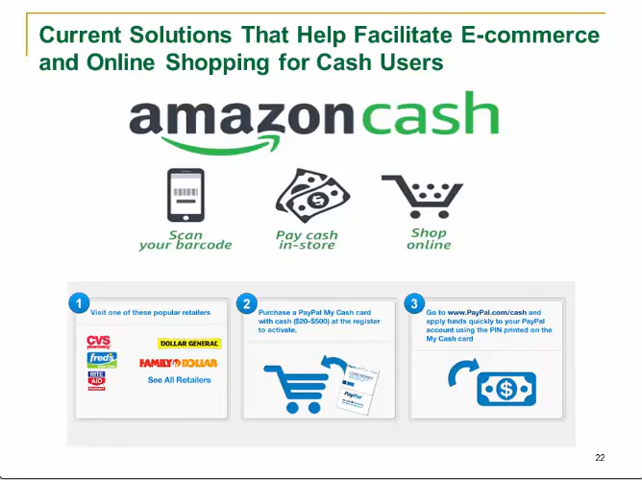 Current Solutions That Help Facilitate E-commerce
and Online Shopping for Cash Users
amazoncash
Scan
your barcode
Pay cash
in-store
Shop
online
1
Visit one of these popular retailers
CVS
pharmacy
DOLLAR GENERAL
fred's
FAMILY DOLLAR
RITE
AID
See All Retailers
2
Purchase a PayPal My Cash card
with cash ($20-$500) at the register
to activate.
PayPal
3
Go to www.PayPal.com/cash and
apply funds quickly to your PayPal
account using the PIN printed on the
My Cash card
22